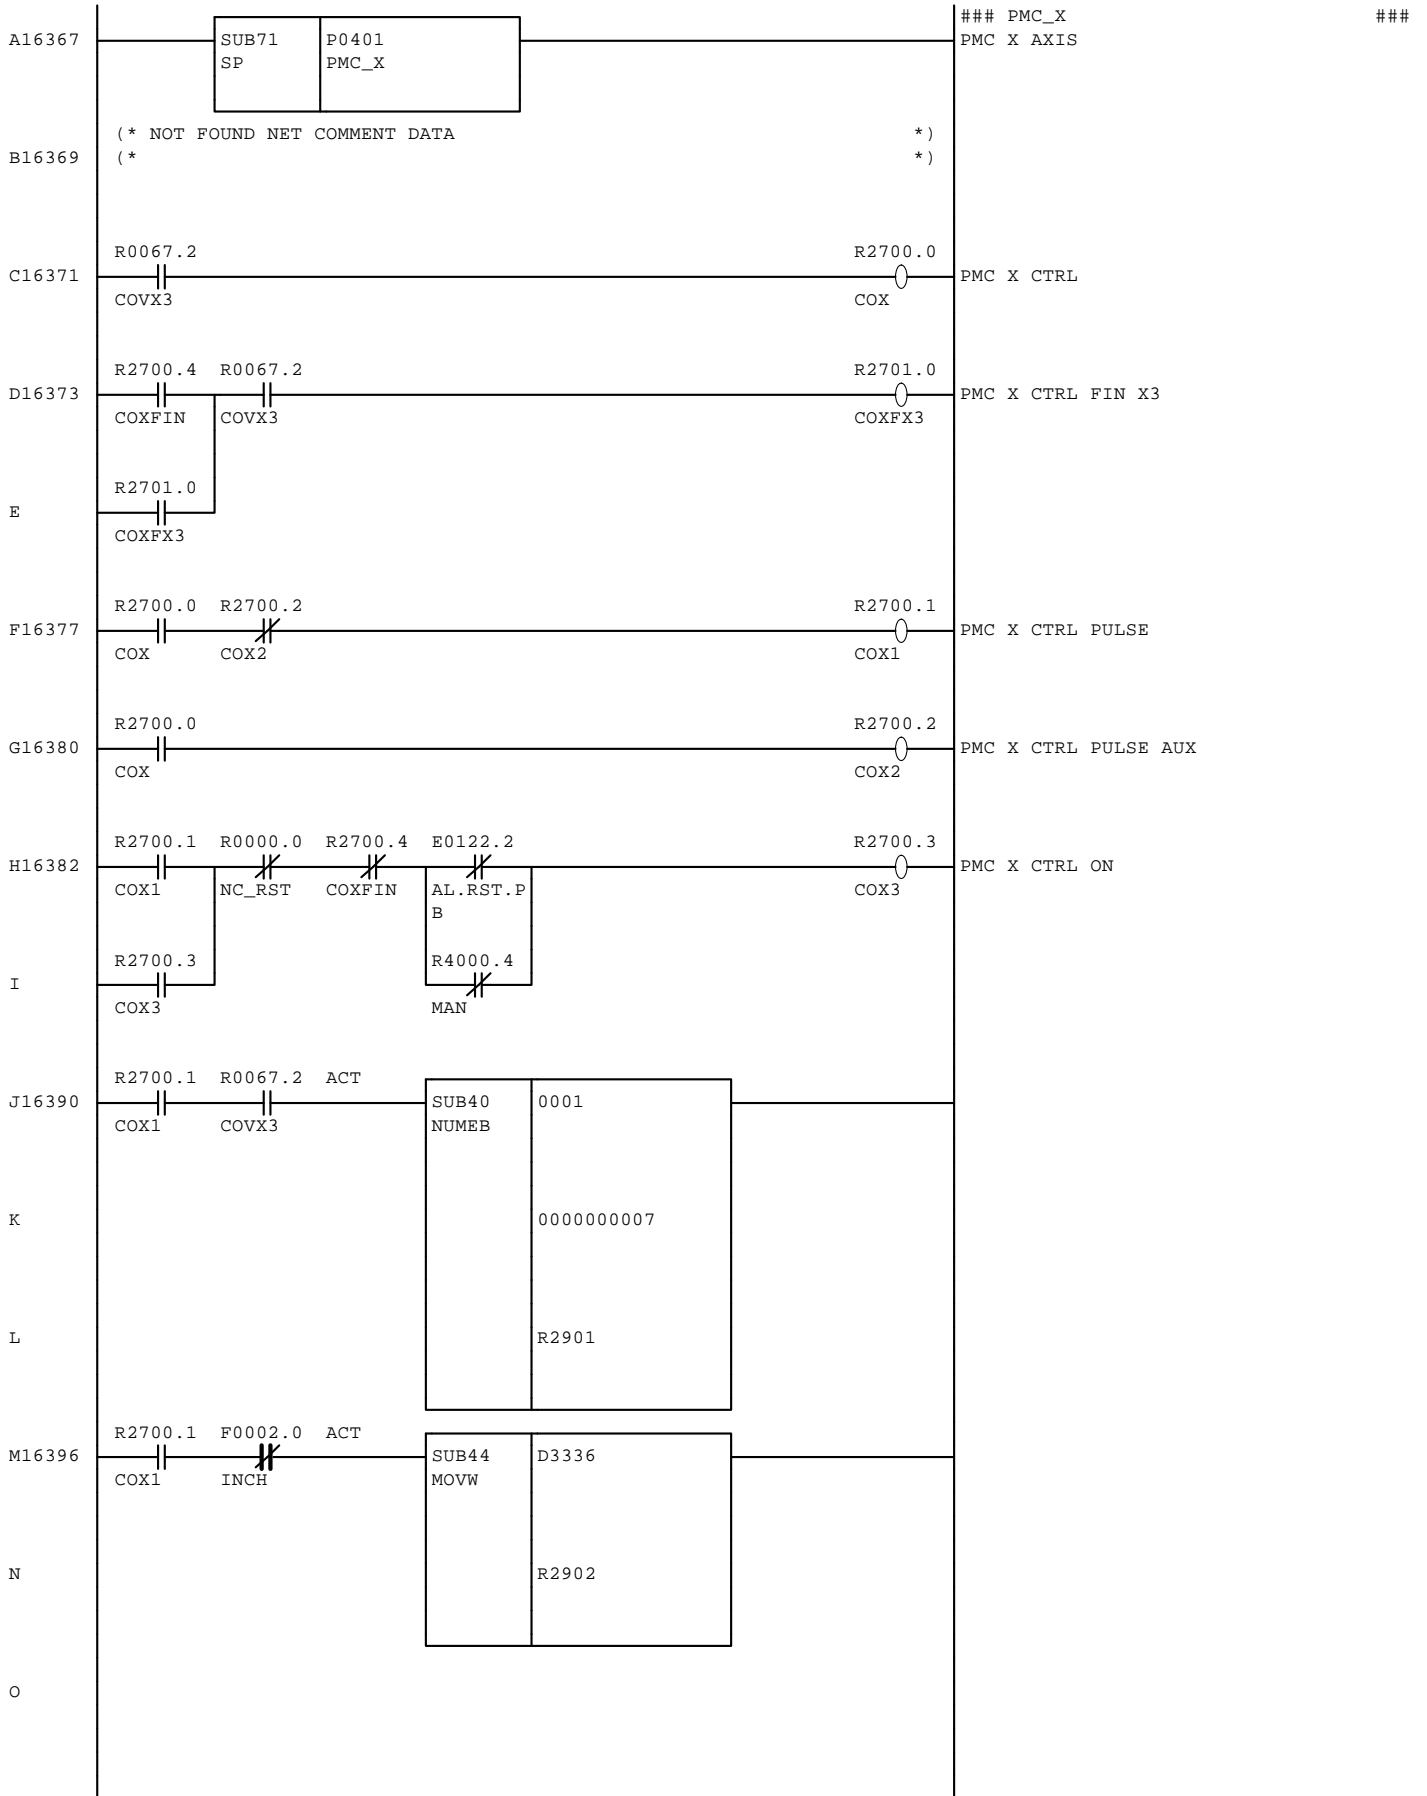 ### PMC_X ###
A16367 SUB71 P0401 PMC X AXIS
SP PMC_X
(* NOT FOUND NET COMMENT DATA *)
B16369 (* *)
R0067.2 R2700.0
C16371 PMC X CTRL
COVX3 COX
R2700.4 R0067.2 R2701.0
D16373 PMC X CTRL FIN X3
COXFIN COVX3 COXFX3
R2701.0
E
COXFX3
R2700.0 R2700.2 R2700.1
F16377 PMC X CTRL PULSE
COX COX2 COX1
R2700.0 R2700.2
G16380 PMC X CTRL PULSE AUX
COX COX2
R2700.1 R0000.0 R2700.4 E0122.2 R2700.3
H16382 PMC X CTRL ON
COX1 NC_RST COXFIN AL.RST.P COX3
B
R2700.3 R4000.4
I
COX3 MAN
R2700.1 R0067.2 ACT
J16390 SUB40 0001
COX1 COVX3 NUMEB
K 0000000007
L R2901
R2700.1 F0002.0 ACT
M16396 SUB44 D3336
COX1 INCH MOVW
N R2902
O